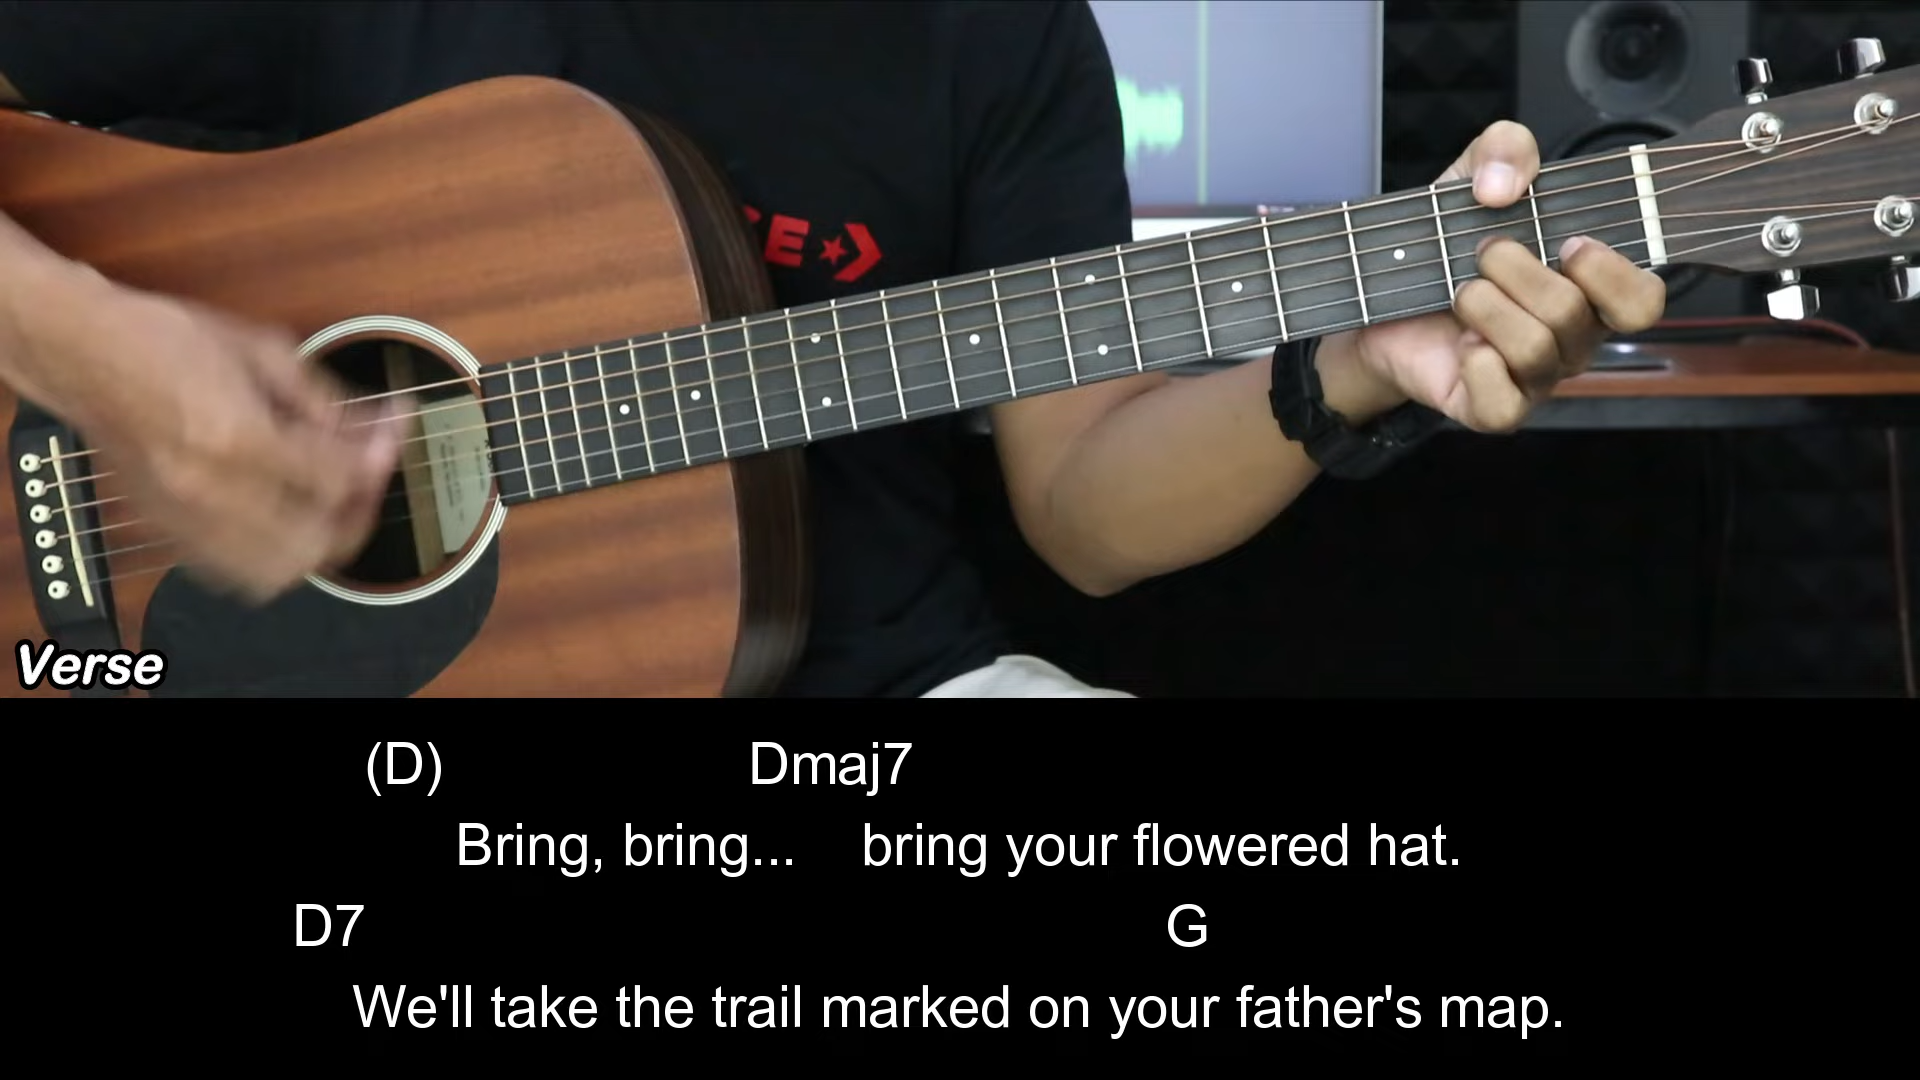 CE
Verse
(D) Dmaj7
Bring, bring... bring your flowered hat.
D7 G
We'll take the trail marked on your father's map.